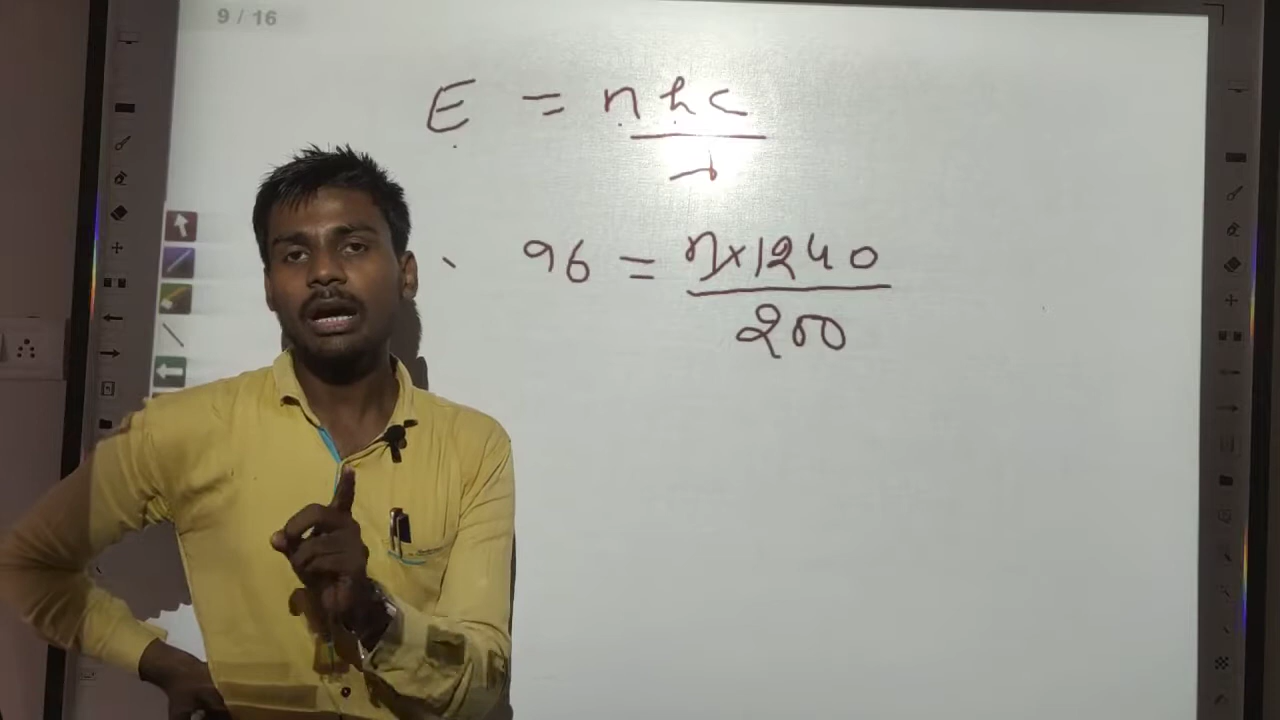 9 / 16
E = nhc
λ
96 = n×1240
200